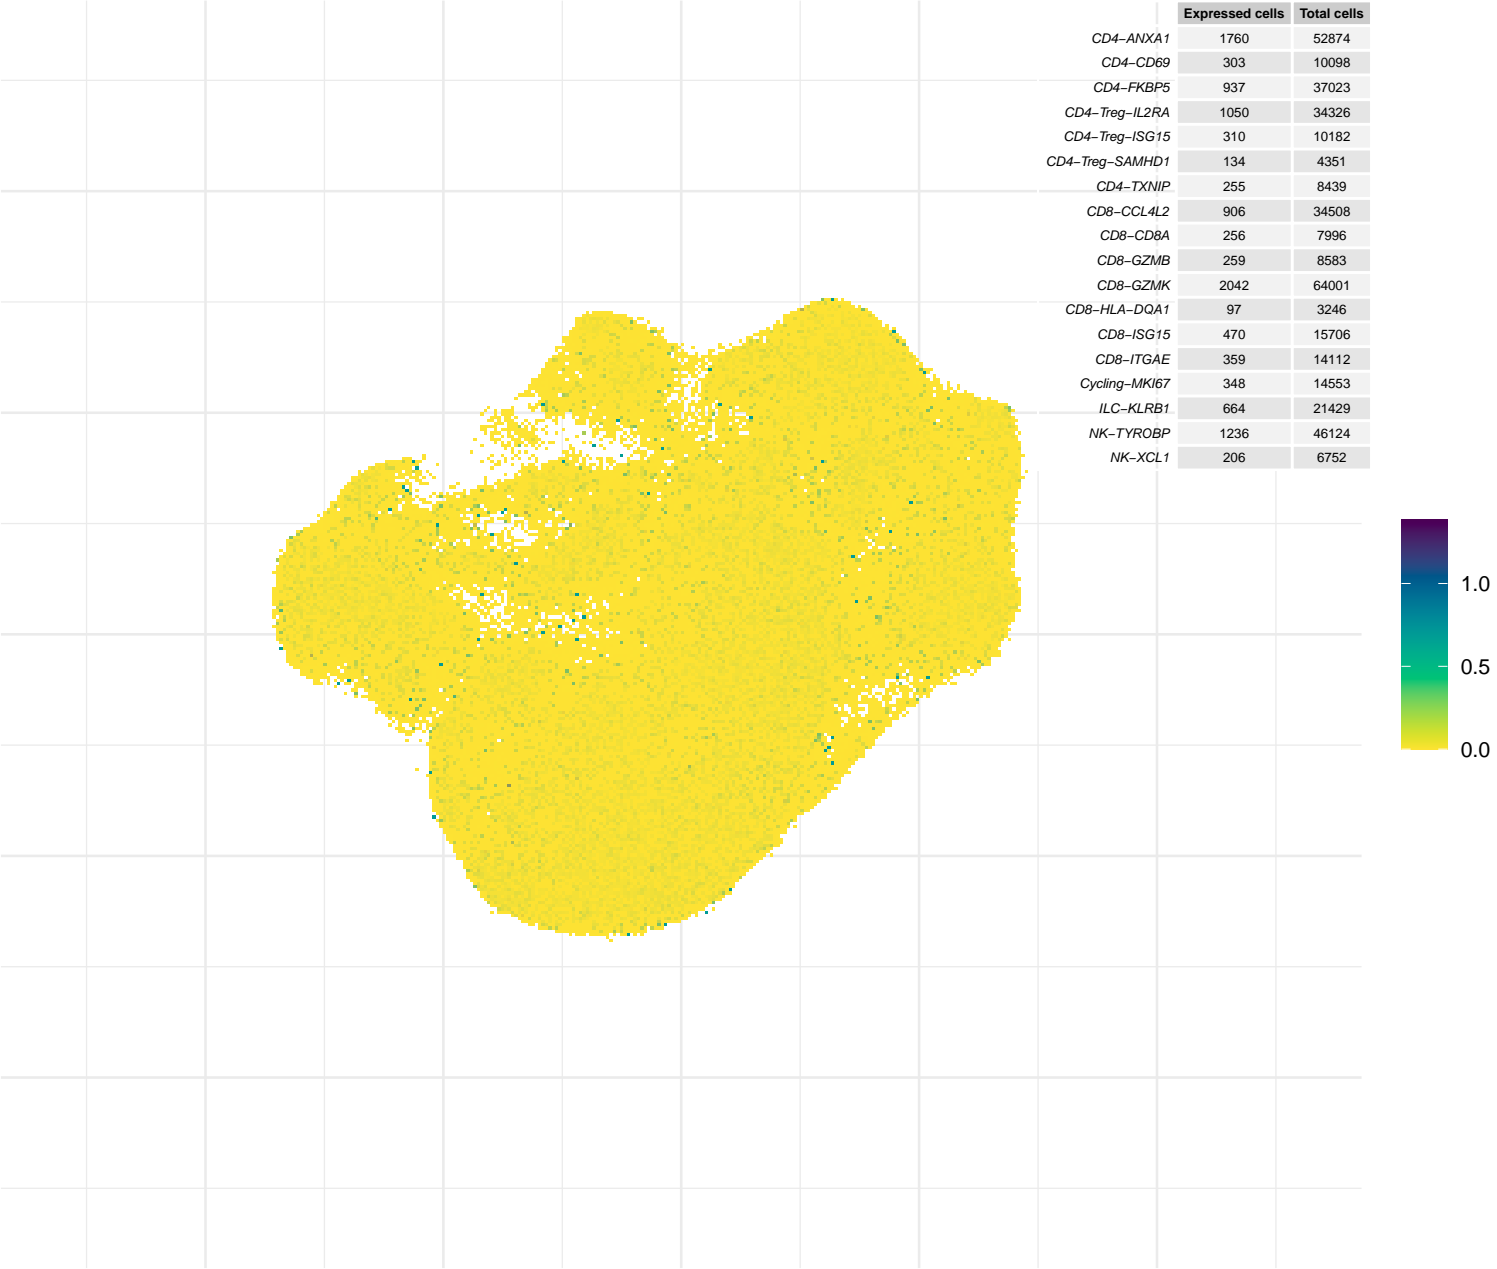 Expressed cells Total cells
CD4−ANXA1 1760 52874
CD4−CD69 303 10098
CD4−FKBP5 937 37023
CD4−Treg−IL2RA 1050 34326
CD4−Treg−ISG15 310 10182
CD4−Treg−SAMHD1 134 4351
CD4−TXNIP 255 8439
CD8−CCL4L2 906 34508
CD8−CD8A 256 7996
CD8−GZMB 259 8583
CD8−GZMK 2042 64001
CD8−HLA−DQA1 97 3246
CD8−ISG15 470 15706
CD8−ITGAE 359 14112
Cycling−MKI67 348 14553
ILC−KLRB1 664 21429
NK−TYROBP 1236 46124
NK−XCL1 206 6752
1.0
0.5
0.0